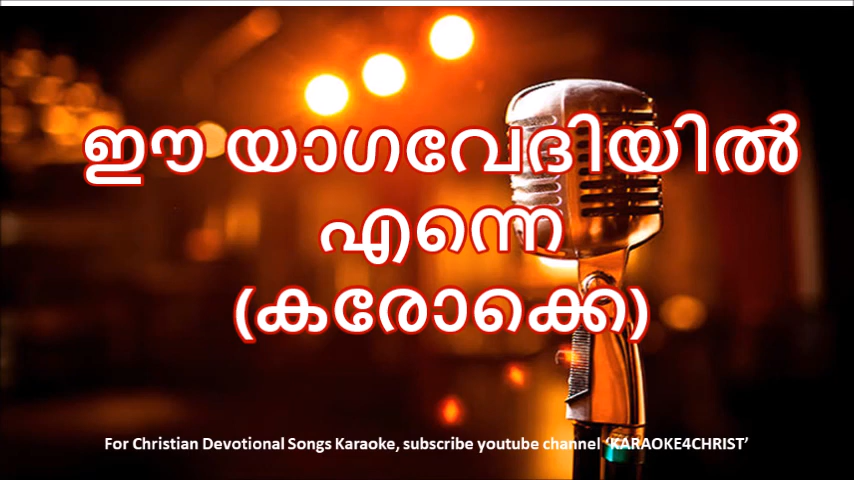 ഈ യാഗവേദിയിൽ
എന്നെ
(കരോക്കെ)
For Christian Devotional Songs Karaoke, subscribe youtube channel ‘KARAOKE4CHRIST’